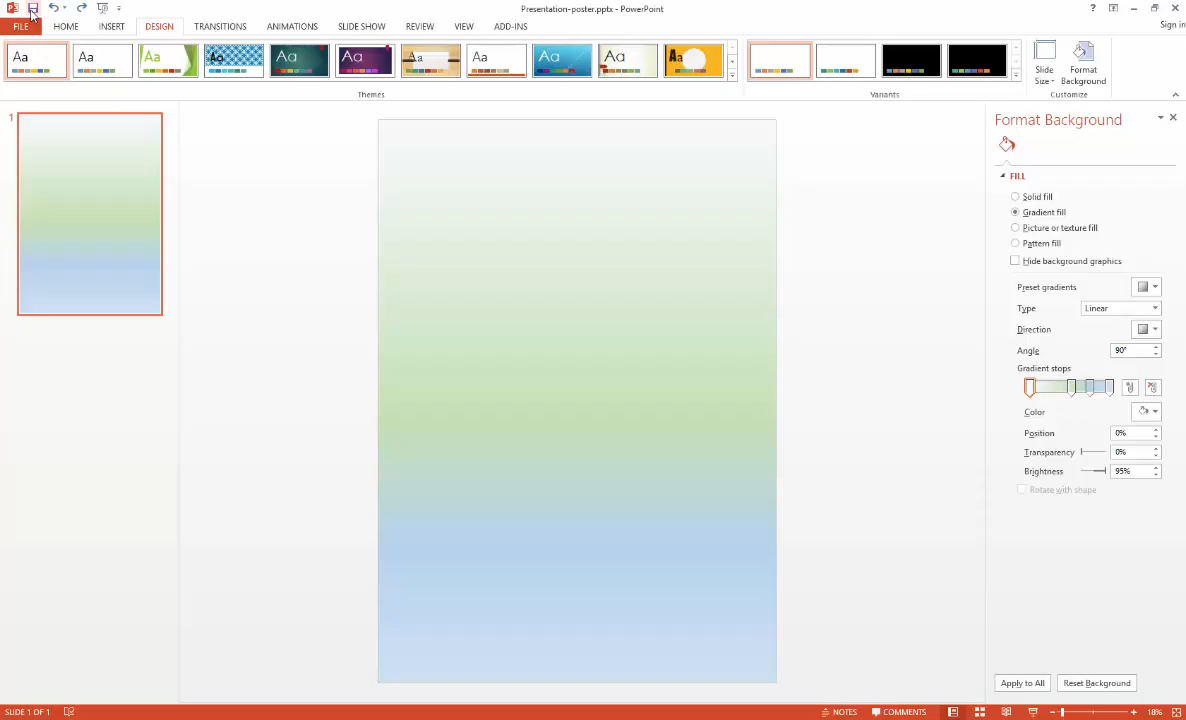 Presentation-poster.pptx - PowerPoint
?
Sign in
FILE HOME INSERT DESIGN TRANSITIONS ANIMATIONS SLIDE SHOW REVIEW VIEW ADD-INS
Aa Aa Aa Aa Aa Aa Aa Aa Aa Aa Aa
Slide Size
Format Background
Themes Variants Customize
1
Format Background
FILL
Solid fill
Gradient fill
Picture or texture fill
Pattern fill
Hide background graphics
Preset gradients
Type Linear
Direction
Angle 90°
Gradient stops
Color
Position 0%
Transparency 0%
Brightness 95%
Rotate with shape
Apply to All Reset Background
SLIDE 1 OF 1 NOTES COMMENTS 18%